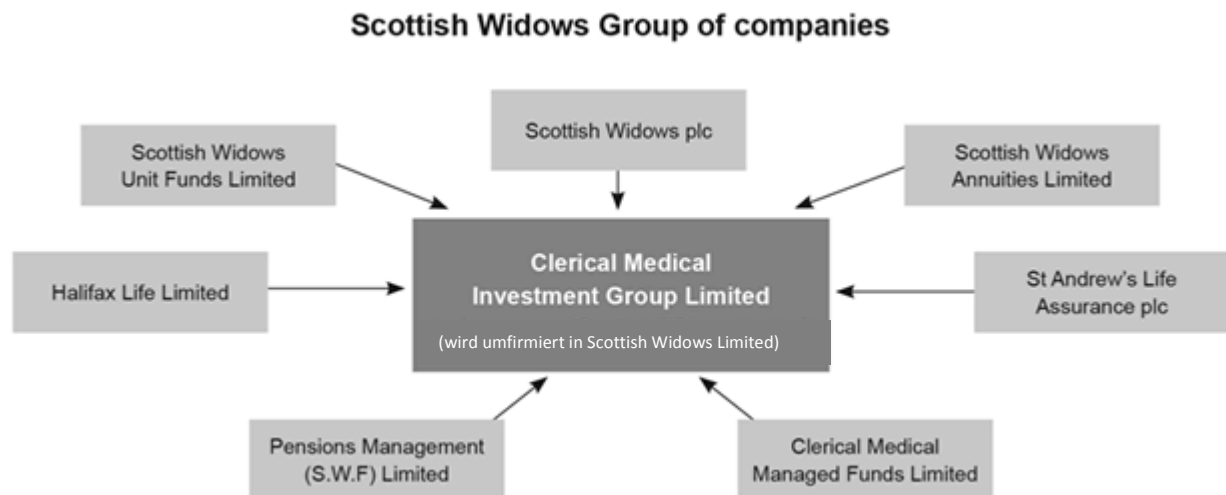 Scottish Widows Group of companies
Scottish Widows plc
Scottish Widows
Unit Funds Limited
Scottish Widows
Annuities Limited
Clerical Medical
Investment Group Limited
(wird umfirmiert in Scottish Widows Limited)
Halifax Life Limited
St Andrew's Life
Assurance plc
Pensions Management
(S.W.F) Limited
Clerical Medical
Managed Funds Limited